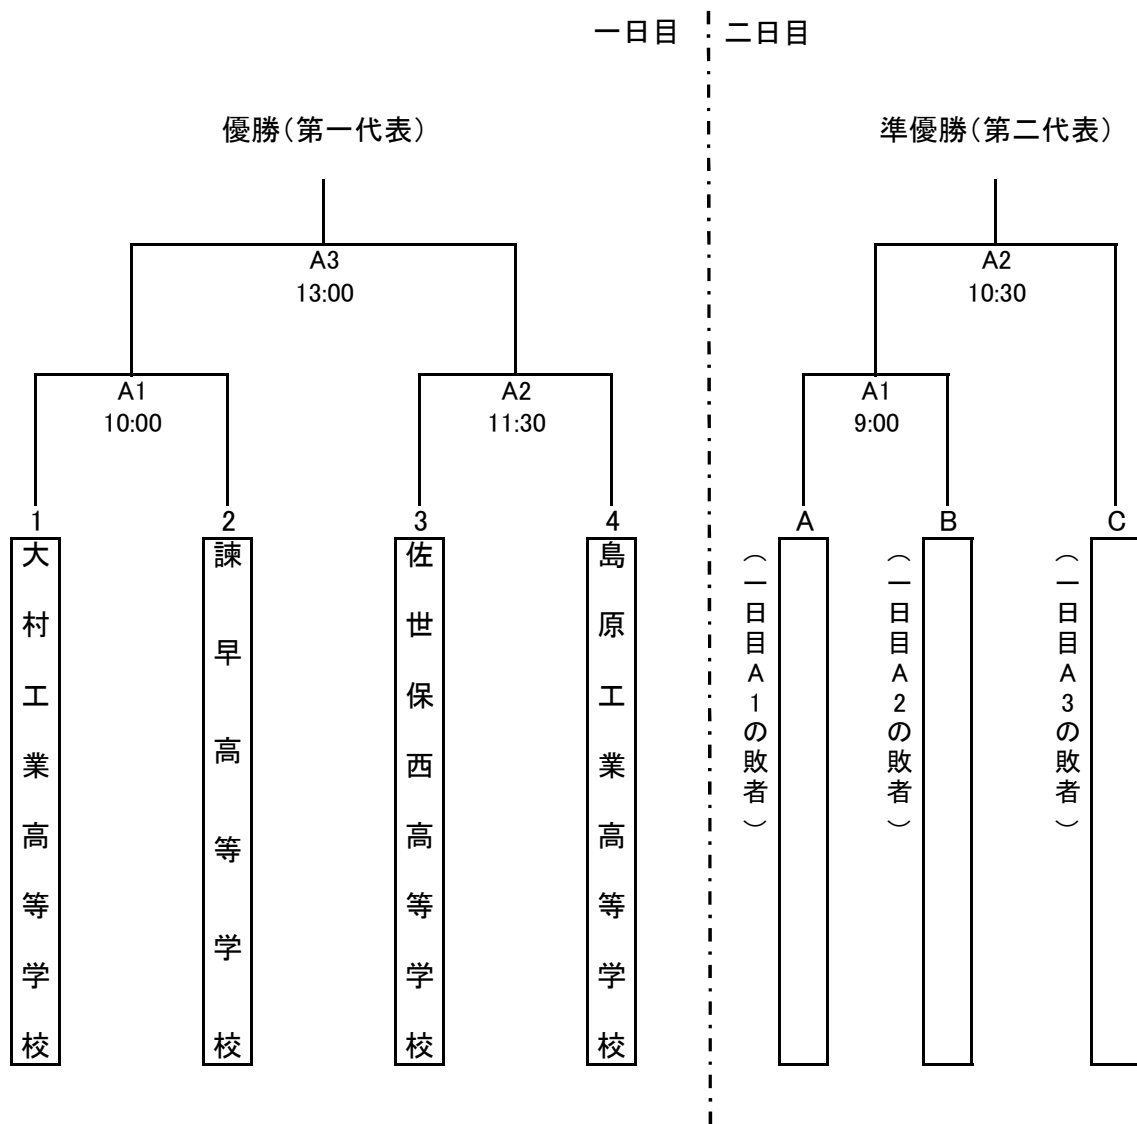 一日目
二日目
優勝(第一代表)
準優勝(第二代表)
A3
13:00
A2
10:30
A1
10:00
A2
11:30
A1
9:00
1
2
3
4
A
B
C
大村工業高等学校
諫早高等学校
佐世保西高等学校
島原工業高等学校
(一日目A1の敗者)
(一日目A2の敗者)
(一日目A3の敗者)